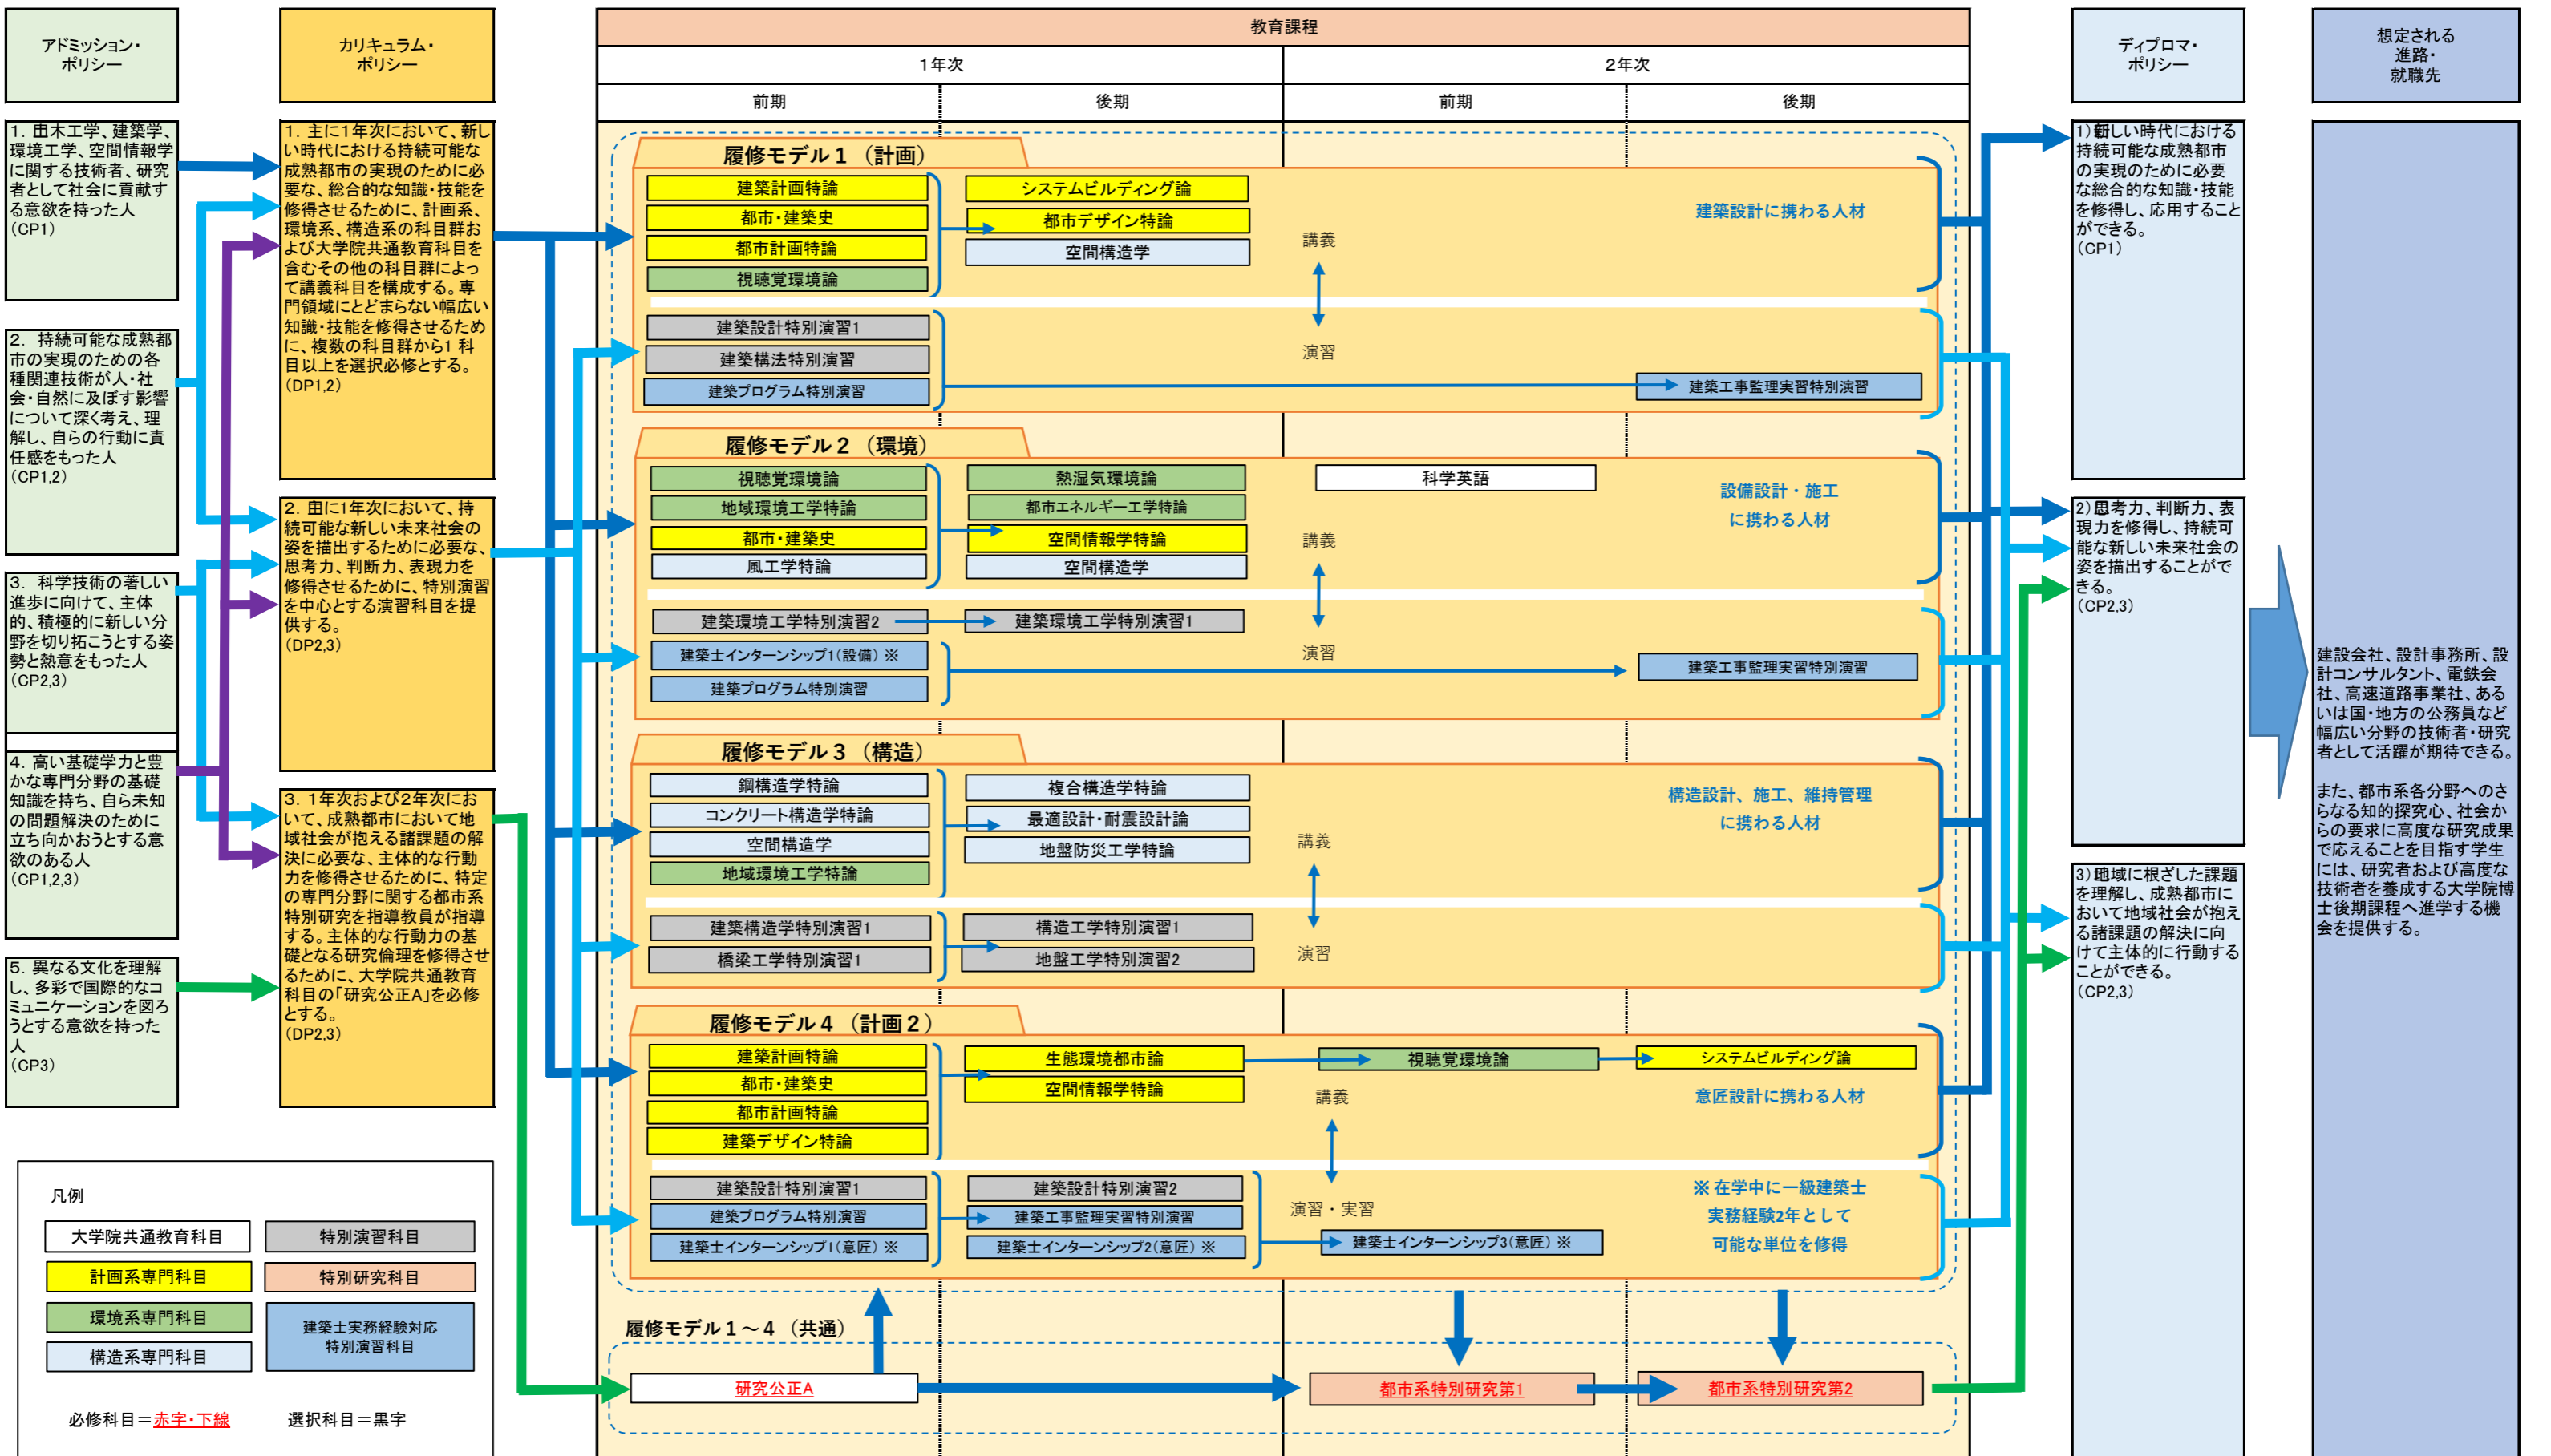 アドミッション・
ポリシー
カリキュラム・
ポリシー
教育課程
1年次
2年次
前期
後期
前期
後期
ディプロマ・
ポリシー
想定される
進路・
就職先
1．土木工学、建築学、
環境工学、空間情報学
に関する技術者、研究
者として社会に貢献す
る意欲を持った人
(CP1)
2．持続可能な成熟都
市の実現のための各
種関連技術が人・社
会・自然に及ぼす影響
について深く考え、理
解し、自らの行動に責
任感をもった人
(CP1,2)
3．科学技術の著しい
進歩に向けて、主体
的、積極的に新しい分
野を切り拓こうとする姿
勢と熱意をもった人
(CP2,3)
4．高い基礎学力と豊
かな専門分野の基礎
知識を持ち、自ら未知
の問題解決のために
立ち向かおうとする意
欲のある人
(CP1,2,3)
5．異なる文化を理解
し、多彩で国際的なコ
ミュニケーションを図ろ
うとする意欲を持った
人
(CP3)
1．主に1年次において、新し
い時代における持続可能な
成熟都市の実現のために必
要な、総合的な知識・技能を
修得させるために、計画系、
環境系、構造系の科目群お
よび大学院共通教育科目を
含むその他の科目群によっ
て講義科目を構成する。専
門領域にとどまらない幅広い
知識・技能を修得させるため
に、複数の科目群から1 科
目以上を選択必修とする。
(DP1,2)
2．主に1年次において、持
続可能な新しい未来社会の
姿を描出するために必要な、
思考力、判断力、表現力を
修得させるために、特別演習
を中心とする演習科目を提
供する。
(DP2,3)
3．1年次および2年次にお
いて、成熟都市において地
域社会が抱える諸課題の解
決に必要な、主体的な行動
力を修得させるために、特定
の専門分野に関する都市系
特別研究を指導教員が指導
する。主体的な行動力の基
礎となる研究倫理を修得させ
るために、大学院共通教育
科目の「研究公正A」を必修
とする。
(DP2,3)
履修モデル１（計画）
建築計画特論
都市・建築史
都市計画特論
視聴覚環境論
システムビルディング論
都市デザイン特論
空間構造学
講義
演習
建築設計に携わる人材
建築設計特別演習1
建築構法特別演習
建築プログラム特別演習
建築工事監理実習特別演習
履修モデル２（環境）
視聴覚環境論
地域環境工学特論
都市・建築史
風工学特論
熱湿気環境論
都市エネルギー工学特論
空間情報学特論
空間構造学
科学英語
講義
演習
設備設計・施工
に携わる人材
建築環境工学特別演習2
建築環境工学特別演習1
建築士インターンシップ1(設備) ※
建築プログラム特別演習
建築工事監理実習特別演習
履修モデル３（構造）
鋼構造学特論
コンクリート構造学特論
空間構造学
地域環境工学特論
複合構造学特論
最適設計・耐震設計論
地盤防災工学特論
講義
演習
構造設計、施工、維持管理
に携わる人材
建築構造学特別演習1
橋梁工学特別演習1
構造工学特別演習1
地盤工学特別演習2
履修モデル４（計画２）
建築計画特論
都市・建築史
都市計画特論
建築デザイン特論
生態環境都市論
空間情報学特論
視聴覚環境論
システムビルディング論
講義
演習・実習
意匠設計に携わる人材
建築設計特別演習1
建築プログラム特別演習
建築士インターンシップ1(意匠) ※
建築設計特別演習2
建築工事監理実習特別演習
建築士インターンシップ2(意匠) ※
建築士インターンシップ3(意匠) ※
※ 在学中に一級建築士
実務経験2年として
可能な単位を修得
履修モデル１～４（共通）
研究公正A
都市系特別研究第1
都市系特別研究第2
1)新しい時代における
持続可能な成熟都市
の実現のために必要
な総合的な知識・技能
を修得し、応用すること
ができる。
(CP1)
2)思考力、判断力、表
現力を修得し、持続可
能な新しい未来社会の
姿を描出することがで
きる。
(CP2,3)
3)地域に根ざした課題
を理解し、成熟都市に
おいて地域社会が抱え
る諸課題の解決に向
けて主体的に行動する
ことができる。
(CP2,3)
建設会社、設計事務所、設
計コンサルタント、電鉄会
社、高速道路事業社、ある
いは国・地方の公務員など
幅広い分野の技術者・研究
者として活躍が期待できる。
また、都市系各分野へのさ
らなる知的探究心、社会か
らの要求に高度な研究成果
で応えることを目指す学生
には、研究者および高度な
技術者を養成する大学院博
士後期課程へ進学する機
会を提供する。
凡例
大学院共通教育科目
特別演習科目
計画系専門科目
特別研究科目
環境系専門科目
建築士実務経験対応
特別演習科目
構造系専門科目
必修科目＝赤字・下線
選択科目＝黒字